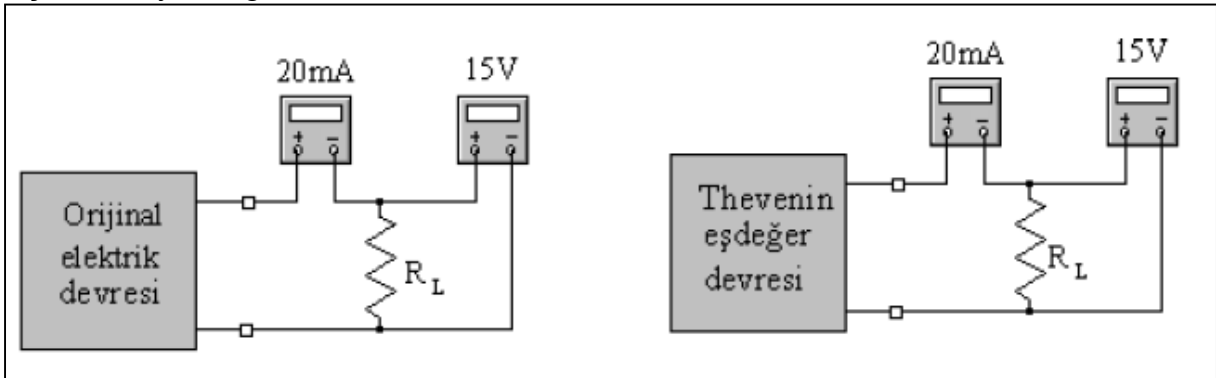 20mA
15V
+ -
+ -
Orijinal
elektrik
devresi
R L
20mA
15V
+ -
+ -
Thevenin
eşdeğer
devresi
R L